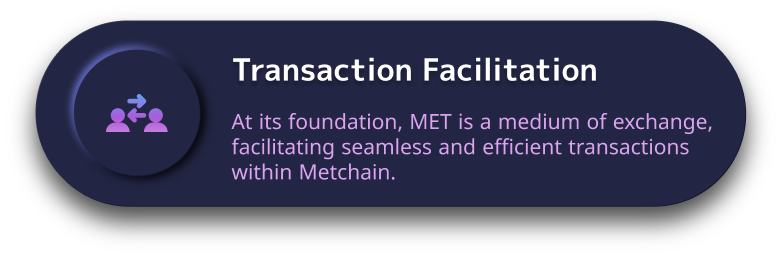 Transaction Facilitation
At its foundation, MET is a medium of exchange,
facilitating seamless and efficient transactions
within Metchain.